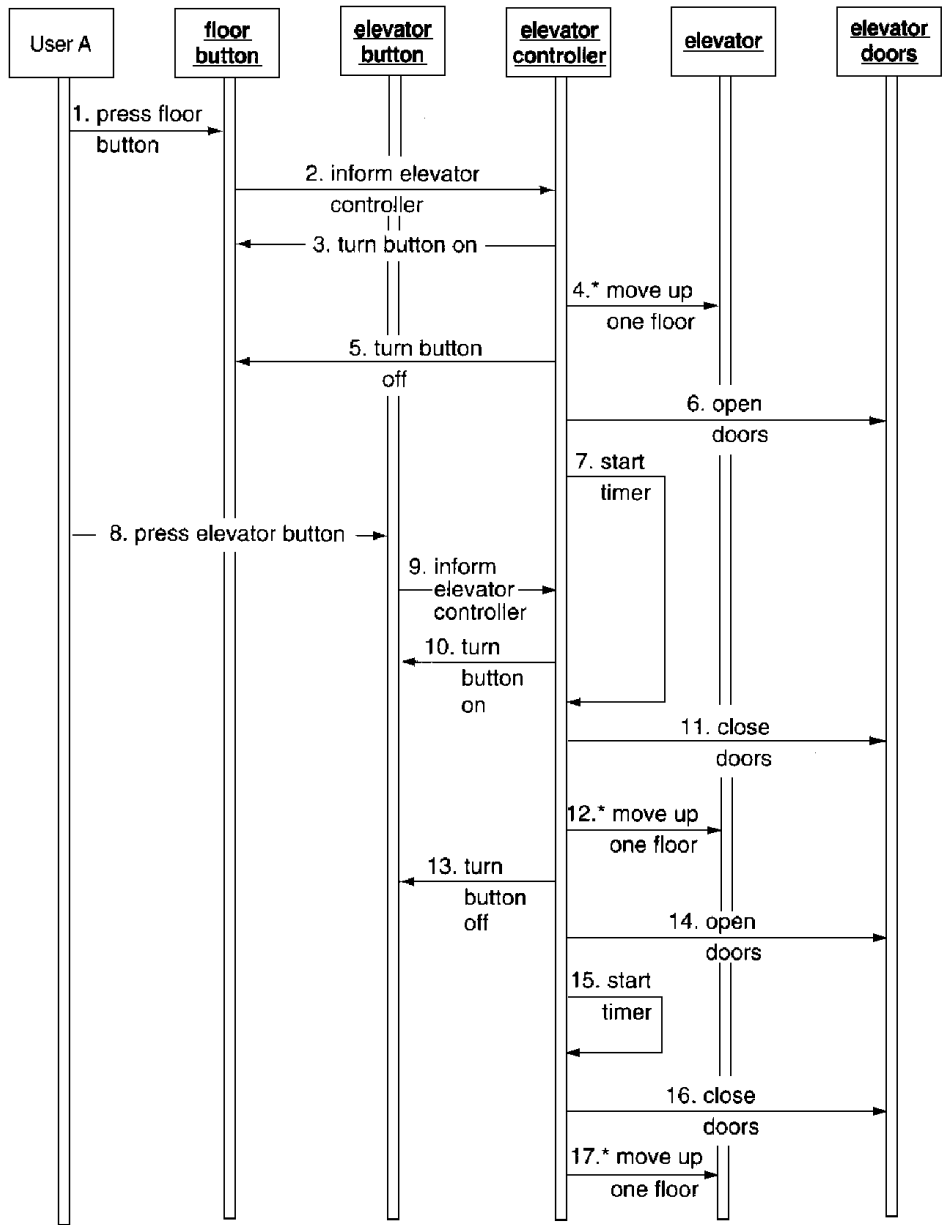 User A
floor
button
elevator
button
elevator
controller
elevator
elevator
doors
1. press floor
button
2. inform elevator
controller
3. turn button on
4.* move up
one floor
5. turn button
off
6. open
doors
7. start
timer
8. press elevator button
9. inform
elevator
controller
10. turn
button
on
11. close
doors
12.* move up
one floor
13. turn
button
off
14. open
doors
15. start
timer
16. close
doors
17.* move up
one floor